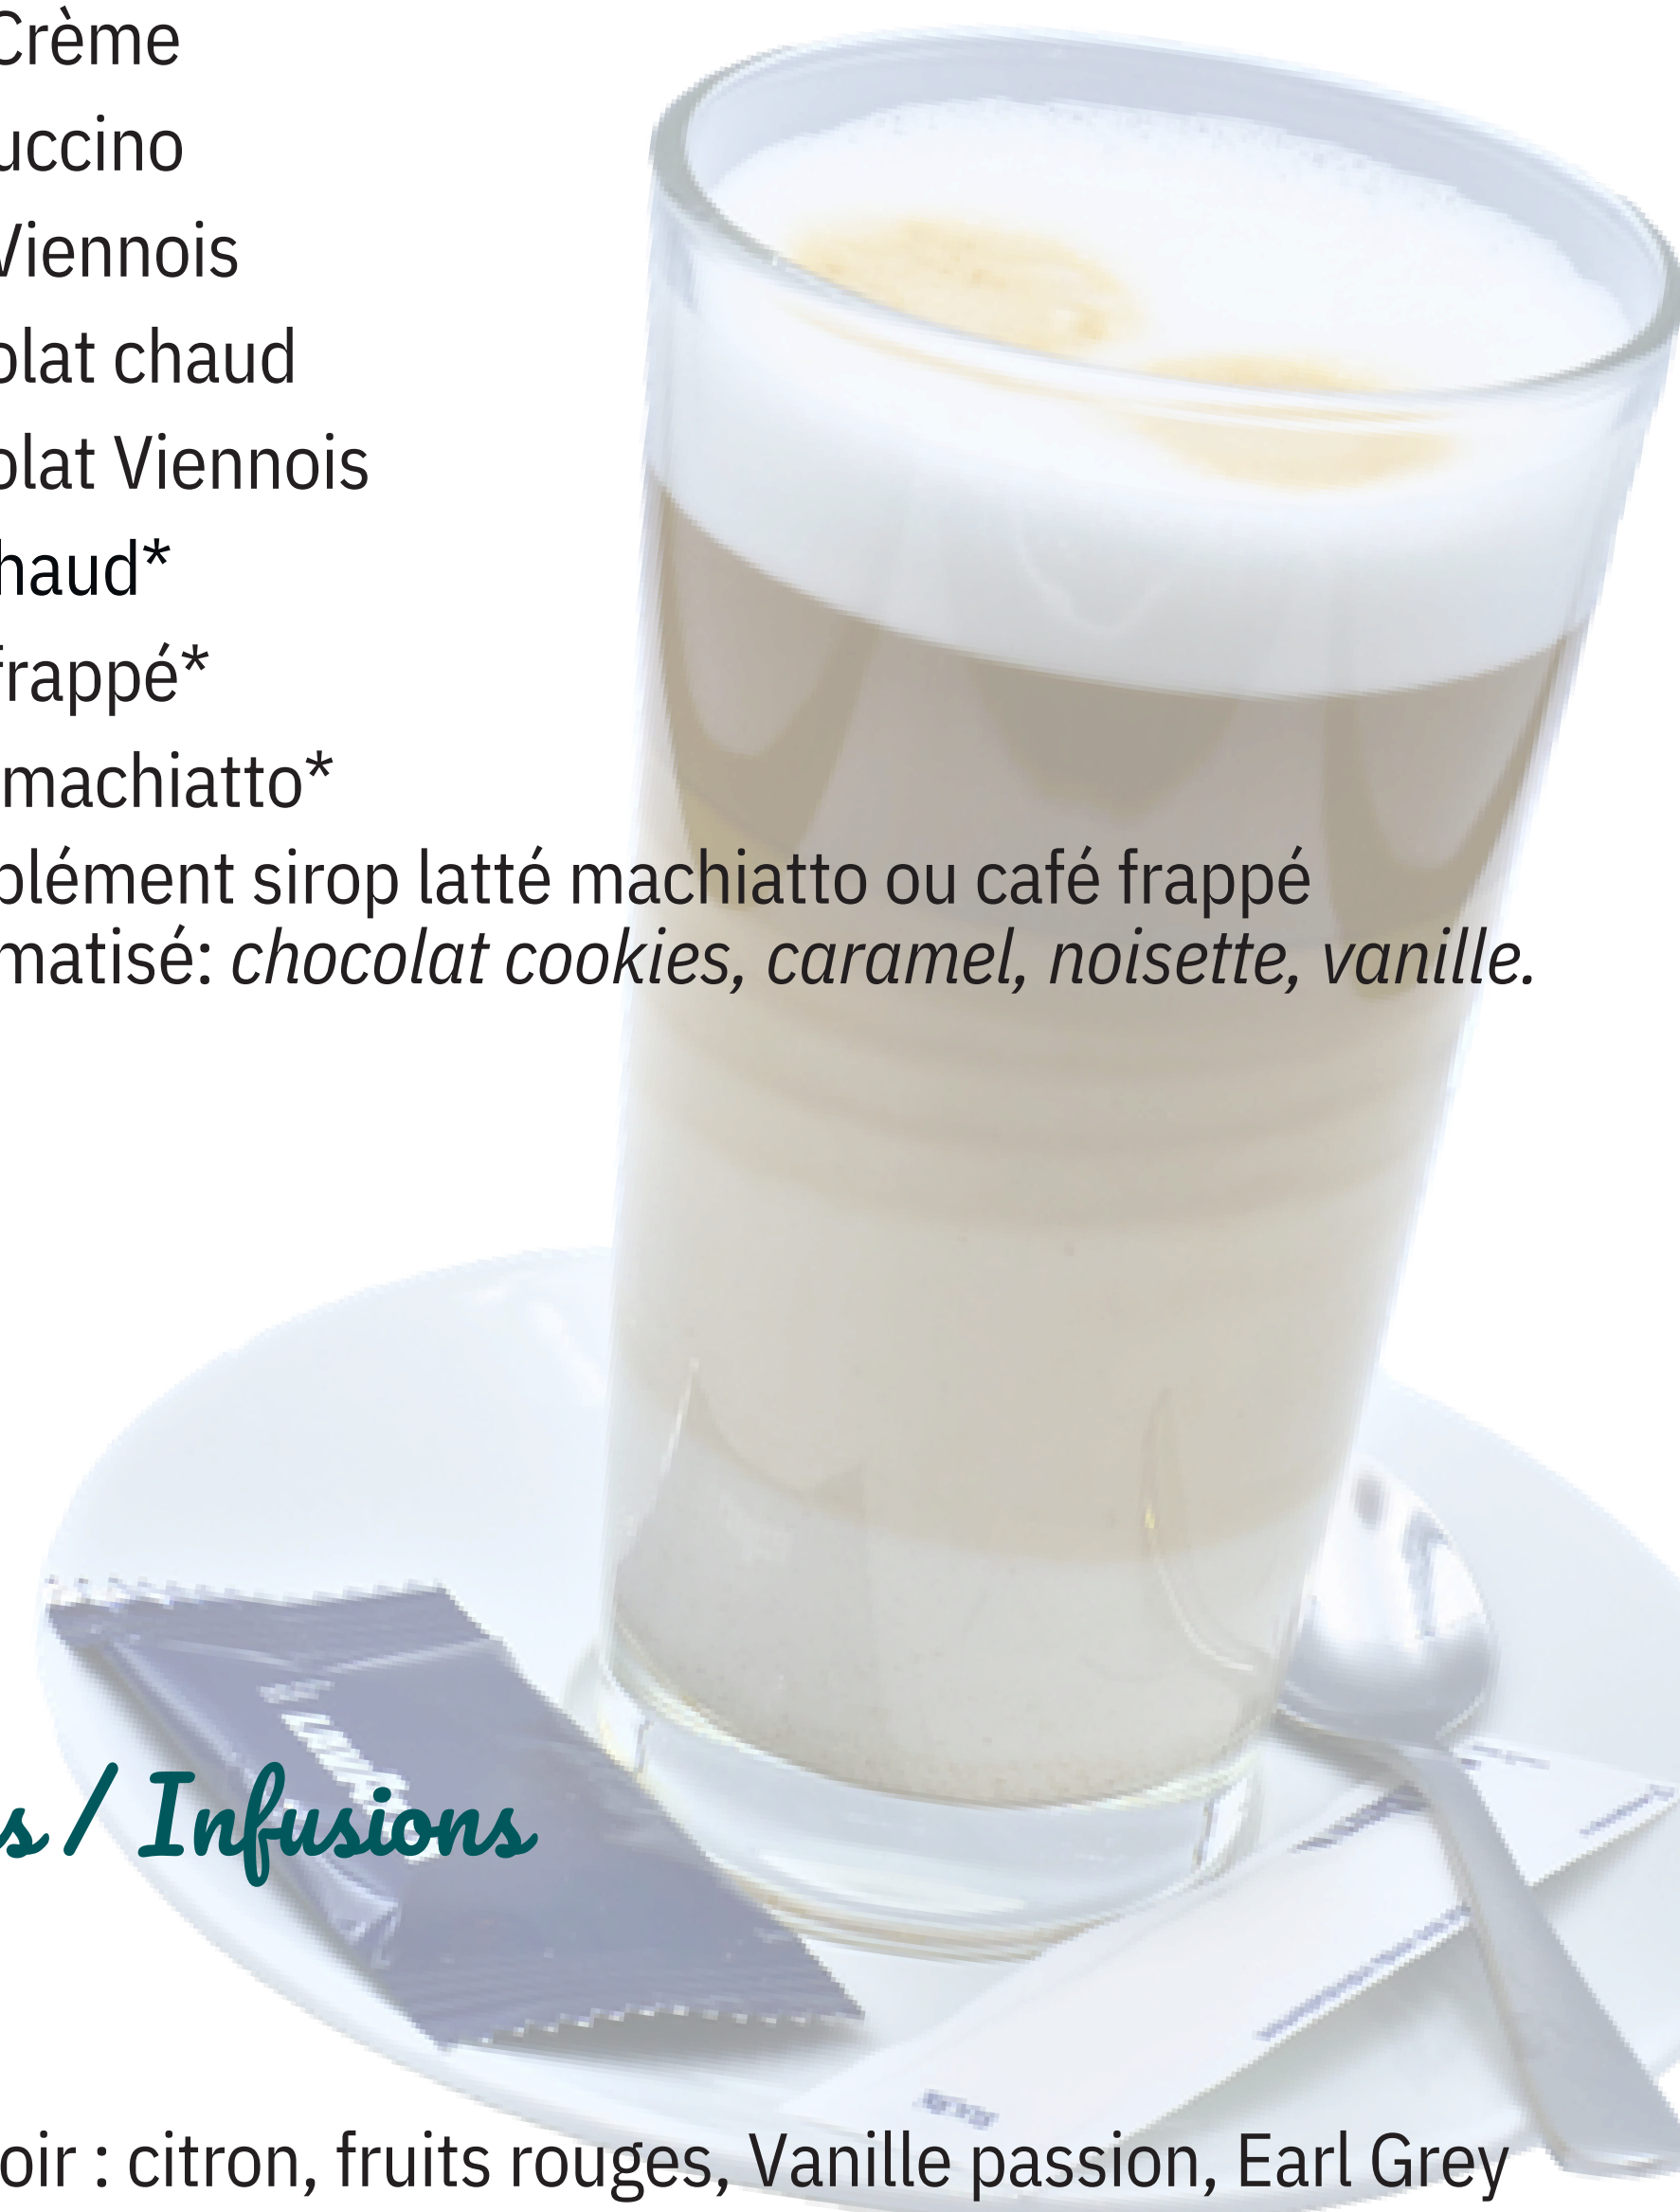 Crème
uccino
Viennois
olat chaud
olat Viennois
haud*
frappé*
machiatto*
plément sirop latté machiatto ou café frappé
matisé: chocolat cookies, caramel, noisette, vanille.
s / Infusions
oir : citron, fruits rouges, Vanille passion, Earl Grey